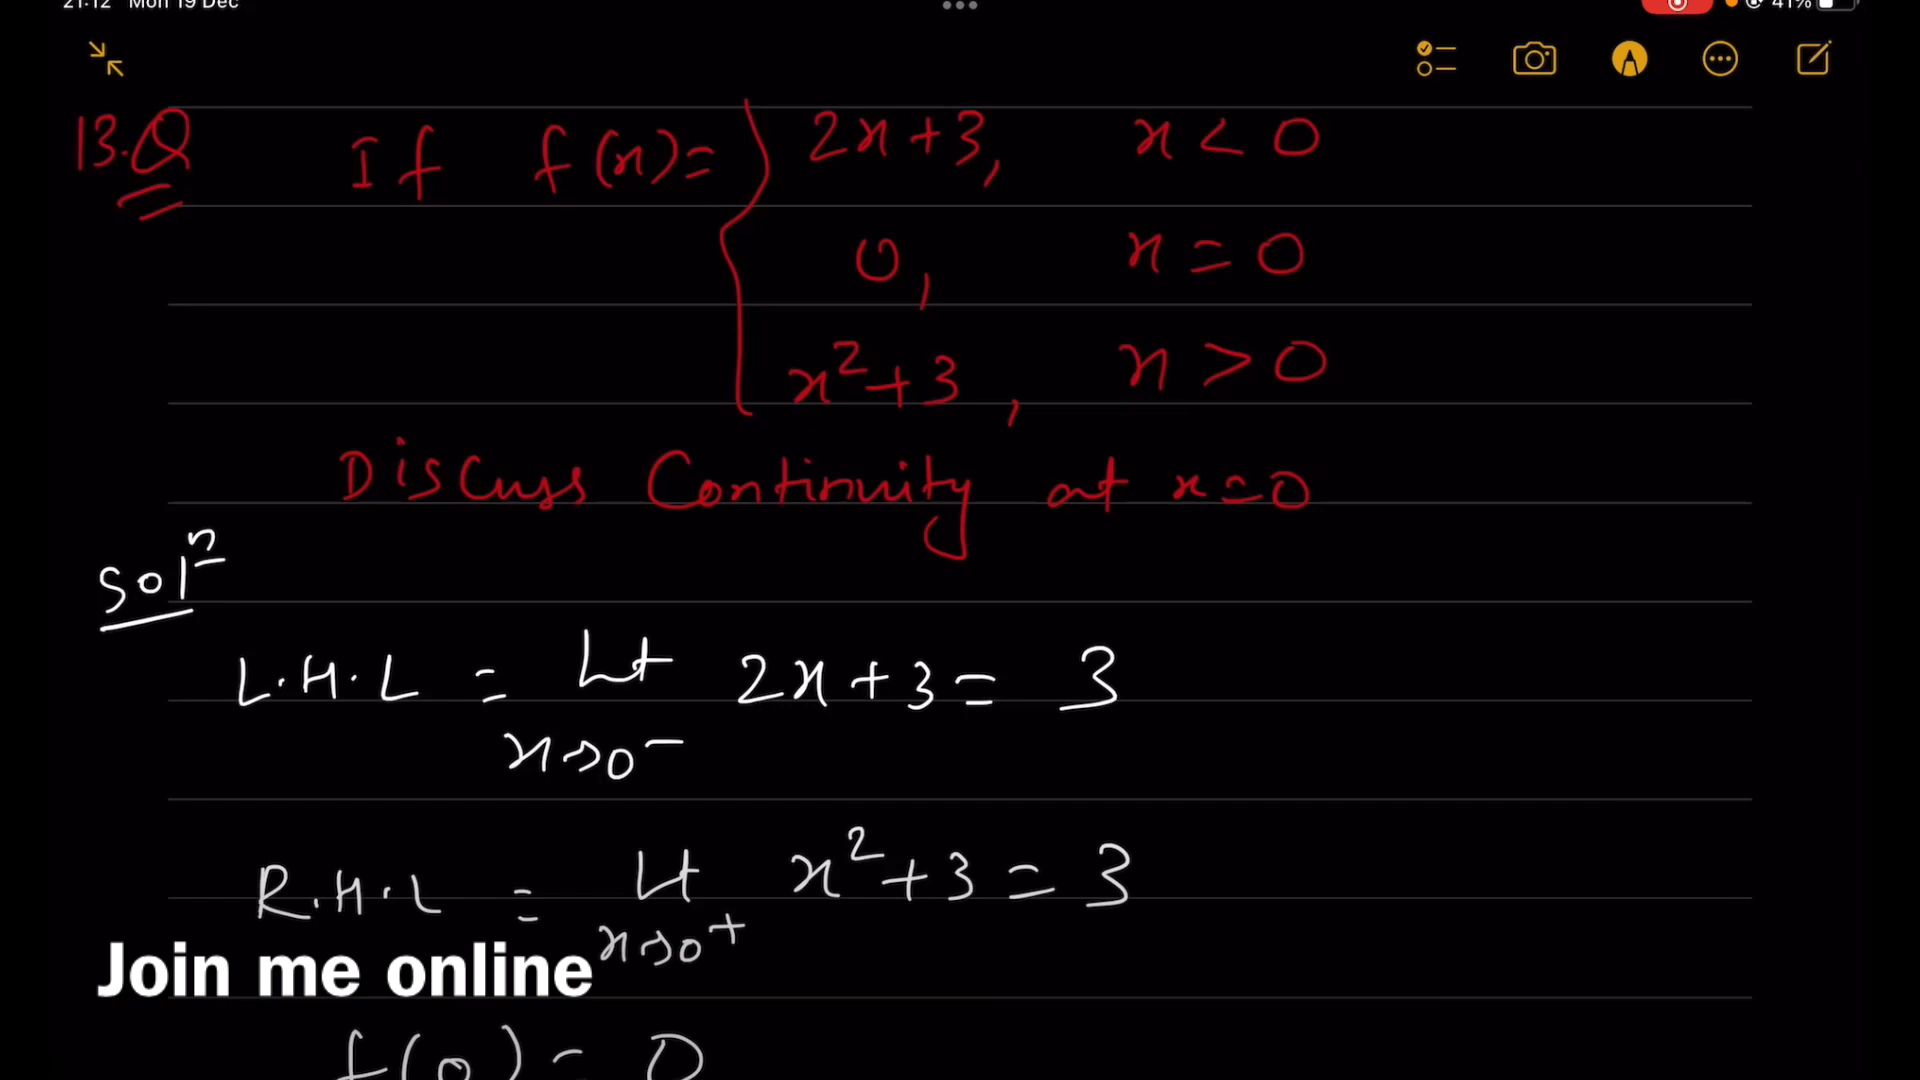 21:12 Mon 19 Dec 41%
13.Q If f(x)= { 2x+3, x < 0
0, x = 0
x²+3, x > 0
Discuss Continuity at x=0
Solⁿ
L.H.L = Lt 2x+3 = 3
x→0⁻
R.H.L = Lt x²+3 = 3
x→0⁺
Join me online
f(0) = 0